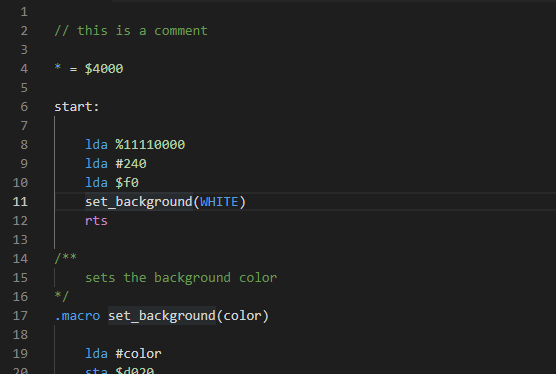 1
2 // this is a comment
3
4 * = $4000
5
6 start:
7
8 lda %11110000
9 lda #240
10 lda $f0
11 set_background(WHITE)
12 rts
13
14 /**
15 sets the background color
16 */
17 .macro set_background(color)
18
19 lda #color
20 sta $d020